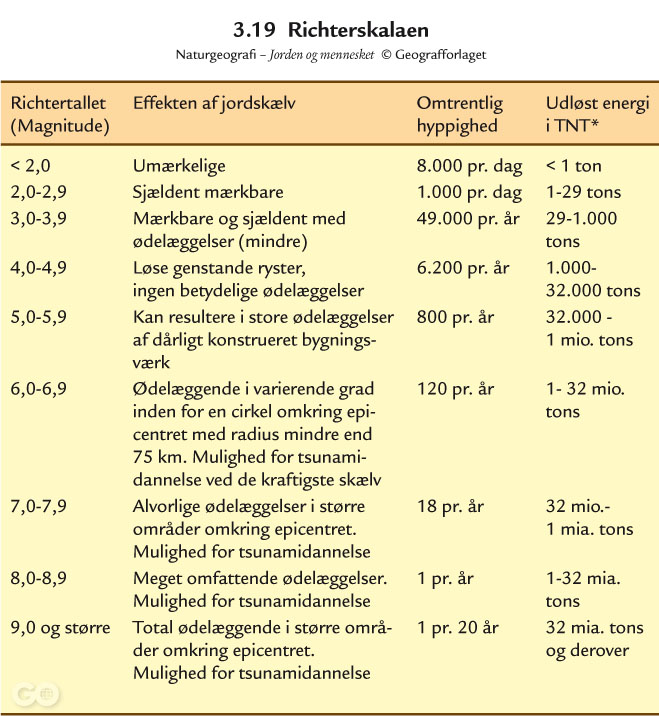 3.19 Richterskalaen
Naturgeografi – Jorden og mennesket © Geografforlaget
Richtertallet Effekten af jordskælv Omtrentlig Udløst energi
(Magnitude) hyppighed i TNT*
< 2,0 Umærkelige 8.000 pr. dag < 1 ton
2,0-2,9 Sjældent mærkbare 1.000 pr. dag 1-29 tons
3,0-3,9 Mærkbare og sjældent med 49.000 pr. år 29-1.000
ødelæggelser (mindre) tons
4,0-4,9 Løse genstande ryster, 6.200 pr. år 1.000-
ingen betydelige ødelæggelser 32.000 tons
5,0-5,9 Kan resultere i store ødelæggelser 800 pr. år 32.000 -
af dårligt konstrueret bygnings- 1 mio. tons
værk
6,0-6,9 Ødelæggende i varierende grad 120 pr. år 1- 32 mio.
inden for en cirkel omkring epi- tons
centret med radius mindre end
75 km. Mulighed for tsunami-
dannelse ved de kraftigste skælv
7,0-7,9 Alvorlige ødelæggelser i større 18 pr. år 32 mio.-
områder omkring epicentret. 1 mia. tons
Mulighed for tsunamidannelse
8,0-8,9 Meget omfattende ødelæggelser. 1 pr. år 1-32 mia.
Mulighed for tsunamidannelse tons
9,0 og større Total ødelæggende i større områ- 1 pr. 20 år 32 mia. tons
der omkring epicentret. og derover
Mulighed for tsunamidannelse
GO